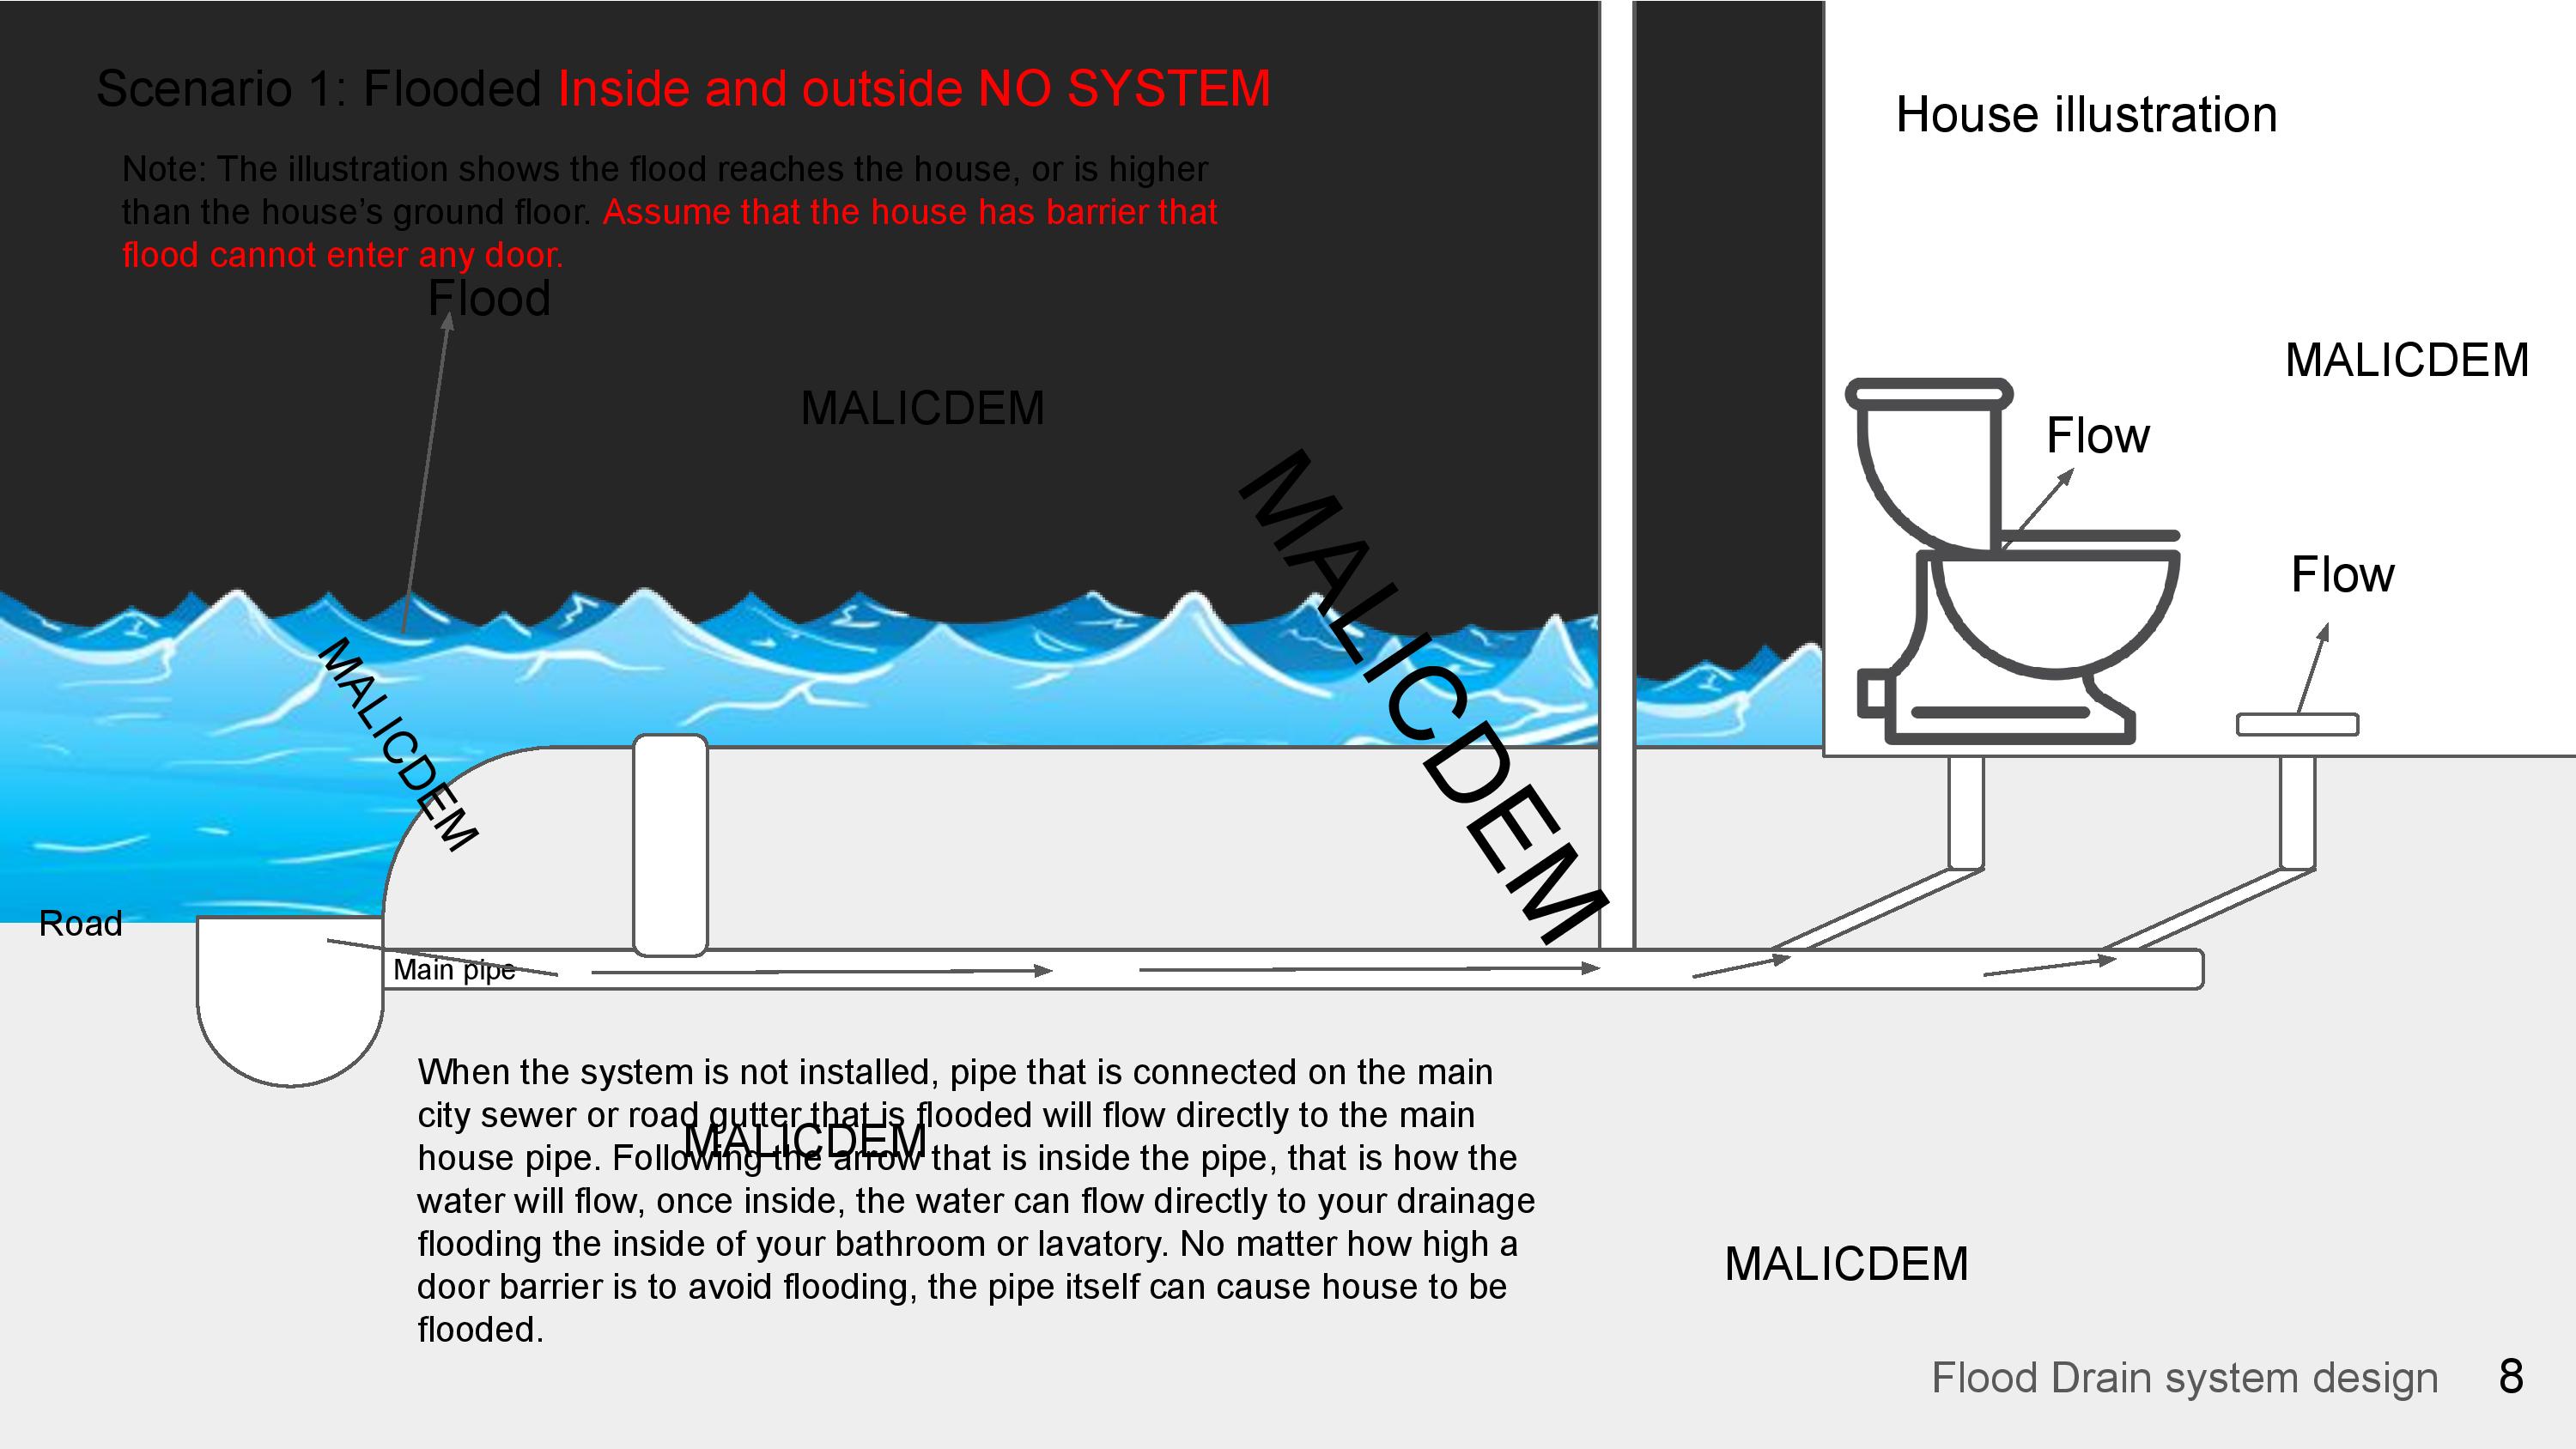 Scenario 1: Flooded Inside and outside NO SYSTEM
House illustration
Note: The illustration shows the flood reaches the house, or is higher
than the house’s ground floor. Assume that the house has barrier that
flood cannot enter any door.
Flood
MALICDEM
MALICDEM
Flow
MALICDEM
Flow
MALICDEM
Road
Main pipe
When the system is not installed, pipe that is connected on the main
city sewer or road gutter that is flooded will flow directly to the main
MALICDEM
house pipe. Following the arrow that is inside the pipe, that is how the
water will flow, once inside, the water can flow directly to your drainage
flooding the inside of your bathroom or lavatory. No matter how high a
door barrier is to avoid flooding, the pipe itself can cause house to be
flooded.
MALICDEM
Flood Drain system design 8